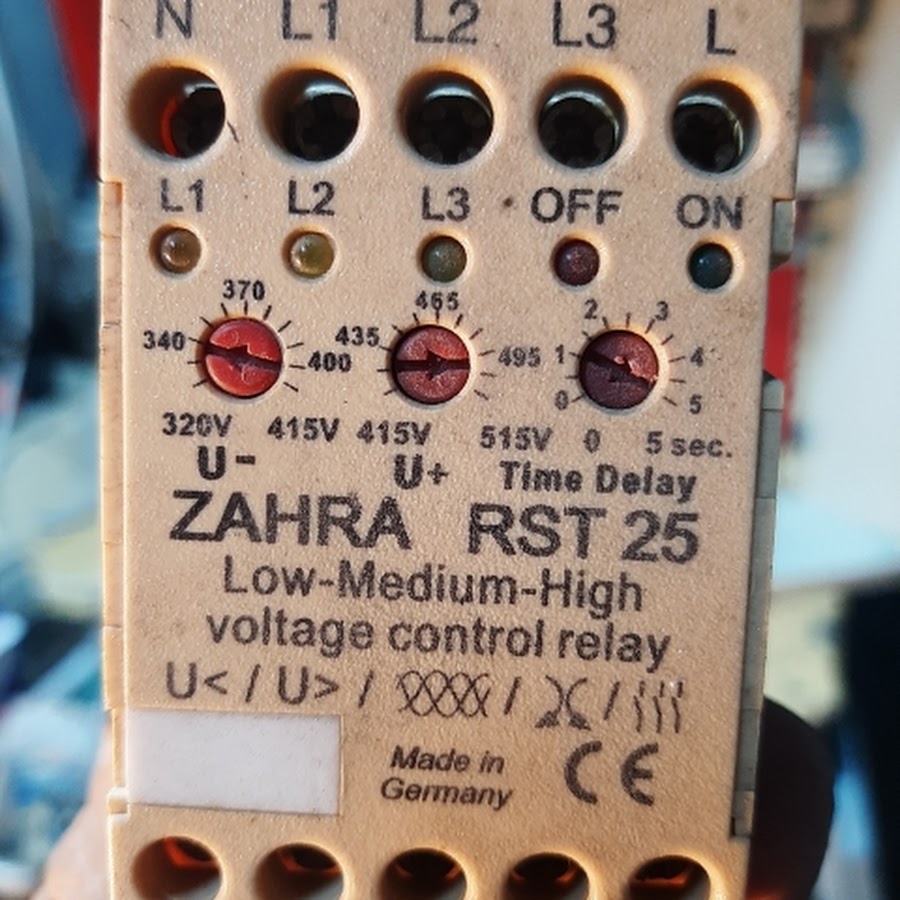 N L1 L2 L3 L
L1 L2 L3 OFF ON
370 465 2 3
340 400 435 495 1 4
0 5
320V 415V 415V 515V 0 5 sec.
U- U+ Time Delay
ZAHRA RST 25
Low-Medium-High
voltage control relay
U< / U> / / /
Made in
Germany
CE